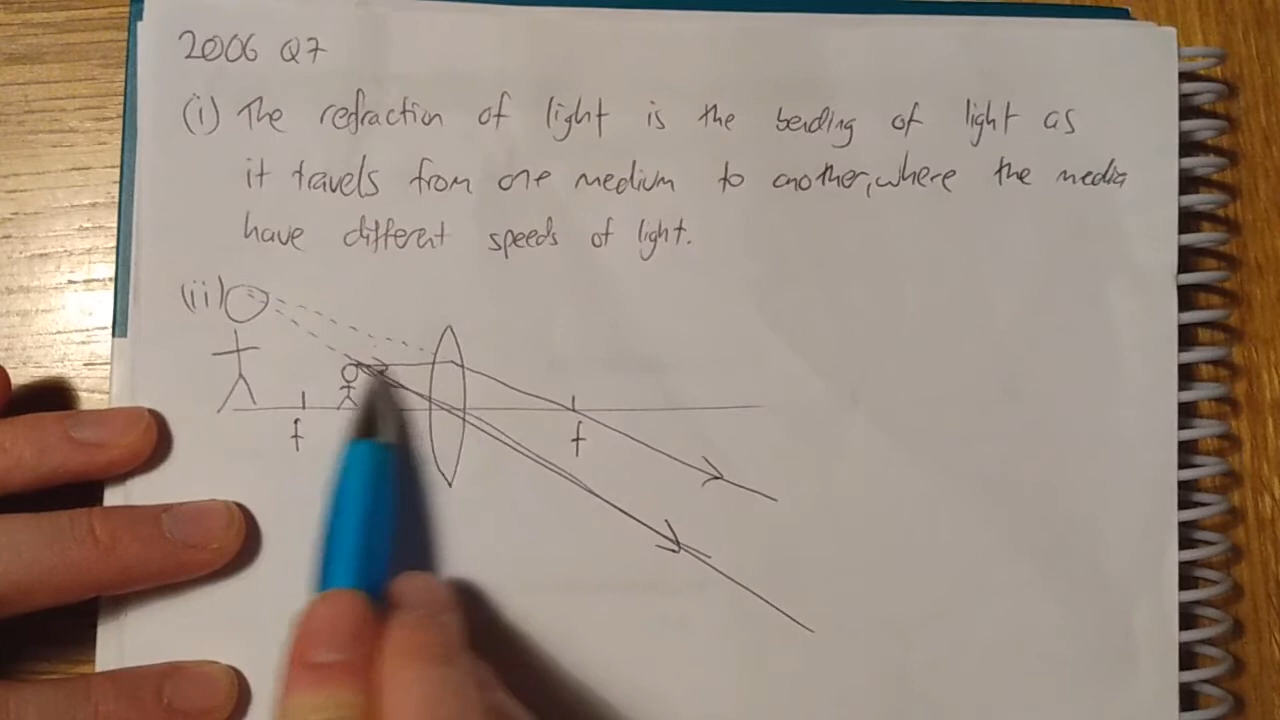 2006 Q7
(i) The refraction of light is the bending of light as
it travels from one medium to another, where the media
have different speeds of light.
(ii)
f
f